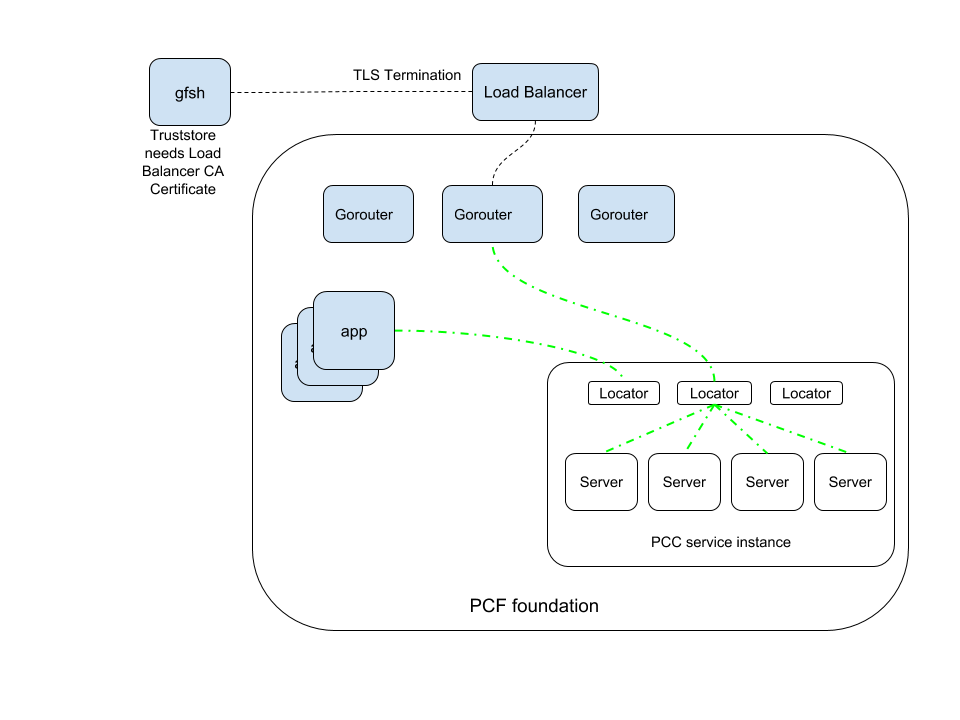 TLS Termination
gfsh
Load Balancer
Truststore
needs Load
Balancer CA
Certificate
Gorouter
Gorouter
Gorouter
app
Locator
Locator
Locator
Server
Server
Server
Server
PCC service instance
PCF foundation